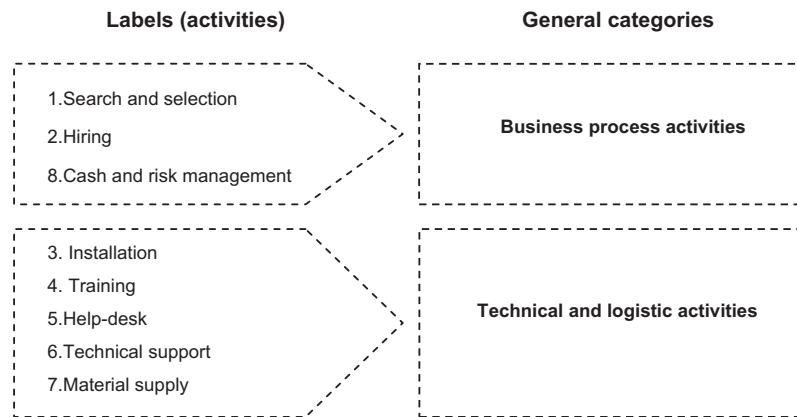 Labels (activities)
General categories
1.Search and selection
2.Hiring
8.Cash and risk management
Business process activities
3. Installation
4. Training
5.Help-desk
6.Technical support
7.Material supply
Technical and logistic activities